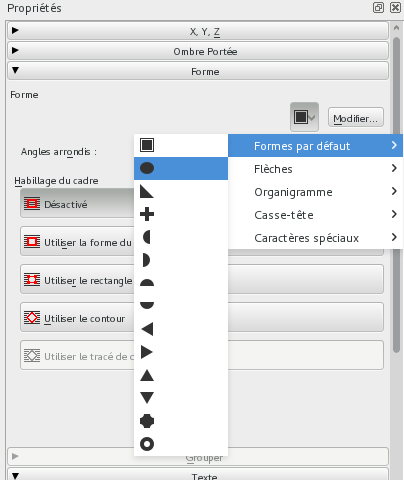 Propriétés
X, Y, Z
Ombre Portée
Forme
Forme
Modifier...
Angles arrondis :
Formes par défaut
Flèches
Organigramme
Casse-tête
Caractères spéciaux
Habillage du cadre
Désactivé
Utiliser la forme du
Utiliser le rectangle
Utiliser le contour
Utiliser le tracé de
Grouper
Texte